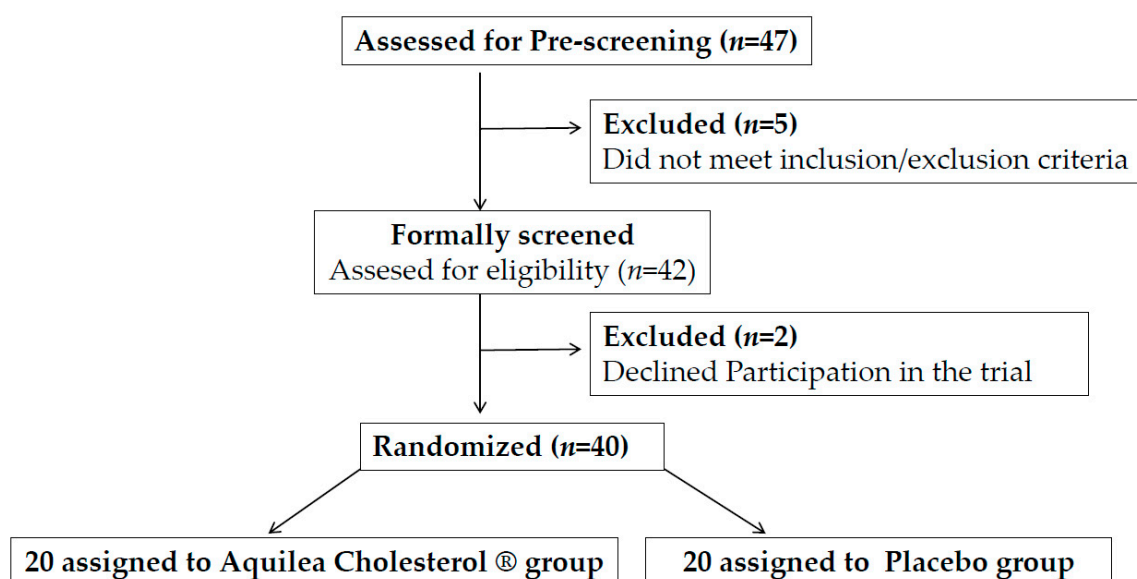 Assessed for Pre-screening (n=47)
Excluded (n=5)
Did not meet inclusion/exclusion criteria
Formally screened
Assesed for eligibility (n=42)
Excluded (n=2)
Declined Participation in the trial
Randomized (n=40)
20 assigned to Aquilea Cholesterol ® group
20 assigned to Placebo group